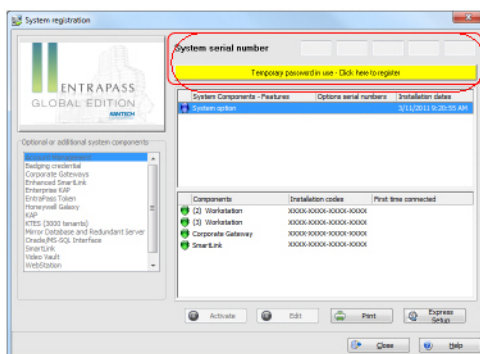 System registration
System serial number
Temporary password in use - Click here to register
ENTRAPASS
GLOBAL EDITION
KANTECH
System Components - Features Options serial numbers Installation dates
System option 3/11/2011 9:20:55 AM
Optional or additional system components
Badging credential
Corporate Gateways
Enhanced SmartLink
Enterprise KAP
EntraPass Token
Honeywell Galaxy
KAP
KTES (3000 tenants)
Mirror Database and Redundant Server
Oracle/MS-SQL Interface
SmartLink
Video Vault
WebStation
Components Installation codes First time connected
(2) Workstation XXXX-XXXX-XXXX-XXXX
(3) Workstation XXXX-XXXX-XXXX-XXXX
Corporate Gateway XXXX-XXXX-XXXX-XXXX
SmartLink XXXX-XXXX-XXXX-XXXX
Activate
Edit
Print
Express Setup
Close
Help